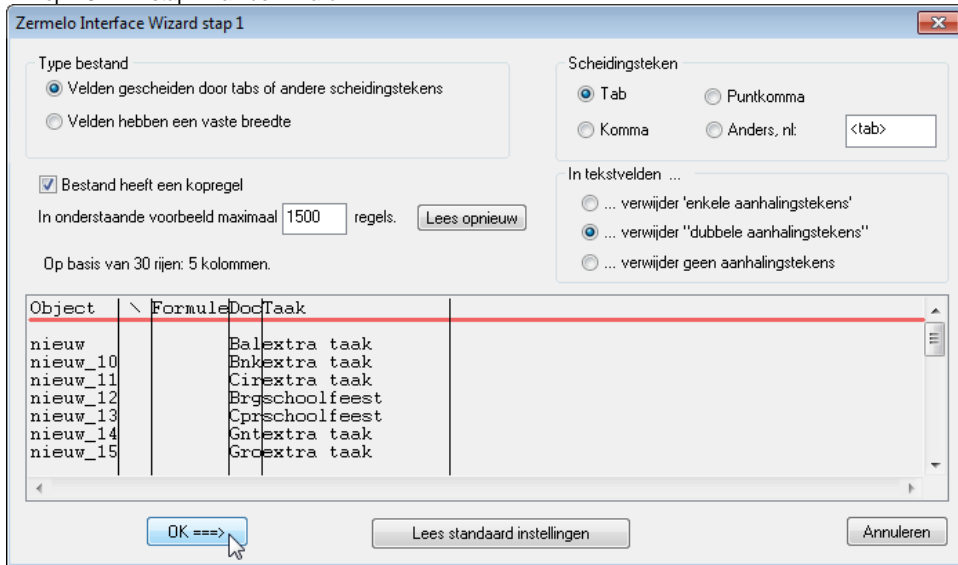 Zermelo Interface Wizard stap 1
Type bestand
Velden gescheiden door tabs of andere scheidingstekens
Velden hebben een vaste breedte
Scheidingsteken
Tab
Puntkomma
Komma
Anders, nl:
<tab>
Bestand heeft een kopregel
In onderstaande voorbeeld maximaal 1500 regels.
Lees opnieuw
Op basis van 30 rijen: 5 kolommen.
In tekstvelden ...
... verwijder 'enkele aanhalingstekens'
... verwijder "dubbele aanhalingstekens"
... verwijder geen aanhalingstekens
Object \ Formule Doc Taak
nieuw Bal extra taak
nieuw_10 Bnk extra taak
nieuw_11 Cir extra taak
nieuw_12 Brg schoolfeest
nieuw_13 Cpr schoolfeest
nieuw_14 Gnt extra taak
nieuw_15 Gro extra taak
OK ===>
Lees standaard instellingen
Annuleren